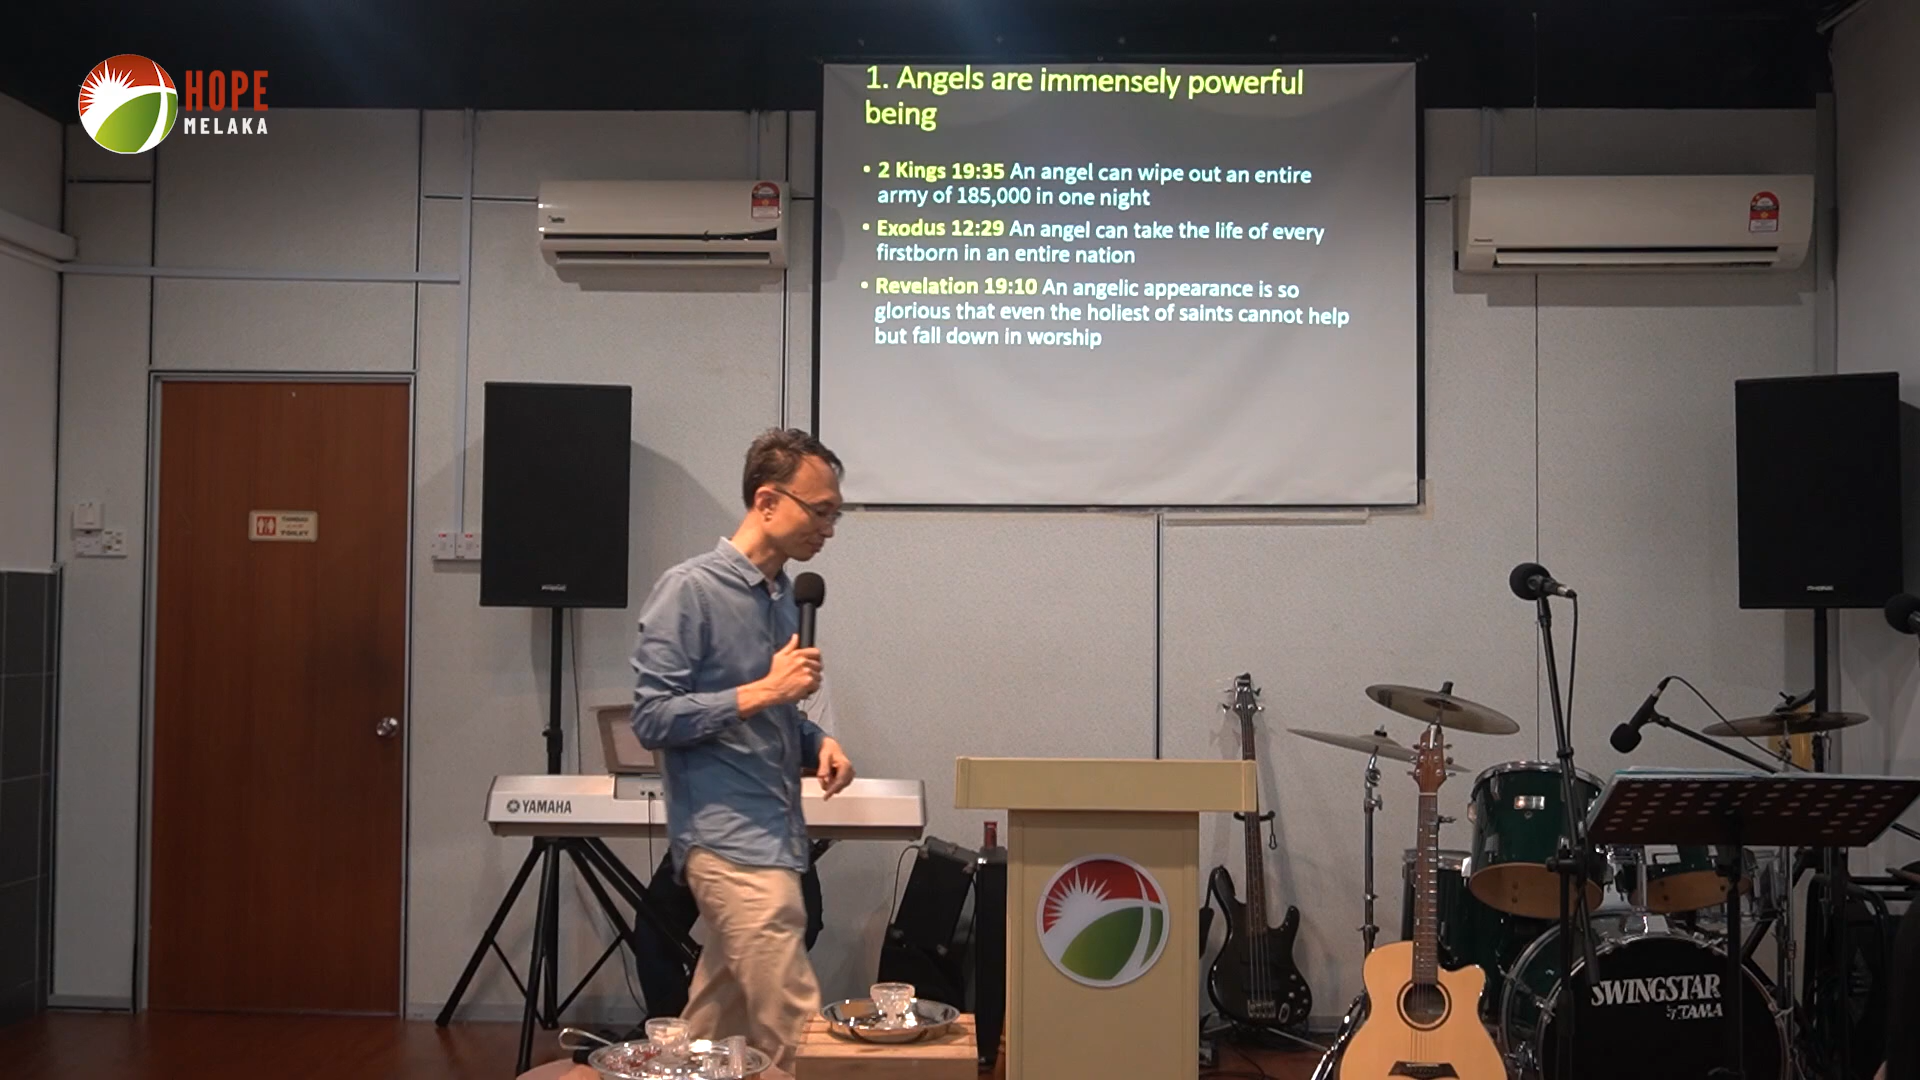 HOPE
MELAKA
1. Angels are immensely powerful
being
• 2 Kings 19:35 An angel can wipe out an entire
army of 185,000 in one night
• Exodus 12:29 An angel can take the life of every
firstborn in an entire nation
• Revelation 19:10 An angelic appearance is so
glorious that even the holiest of saints cannot help
but fall down in worship
TANDAS
TOILET
YAMAHA
SWINGSTAR
TAMA